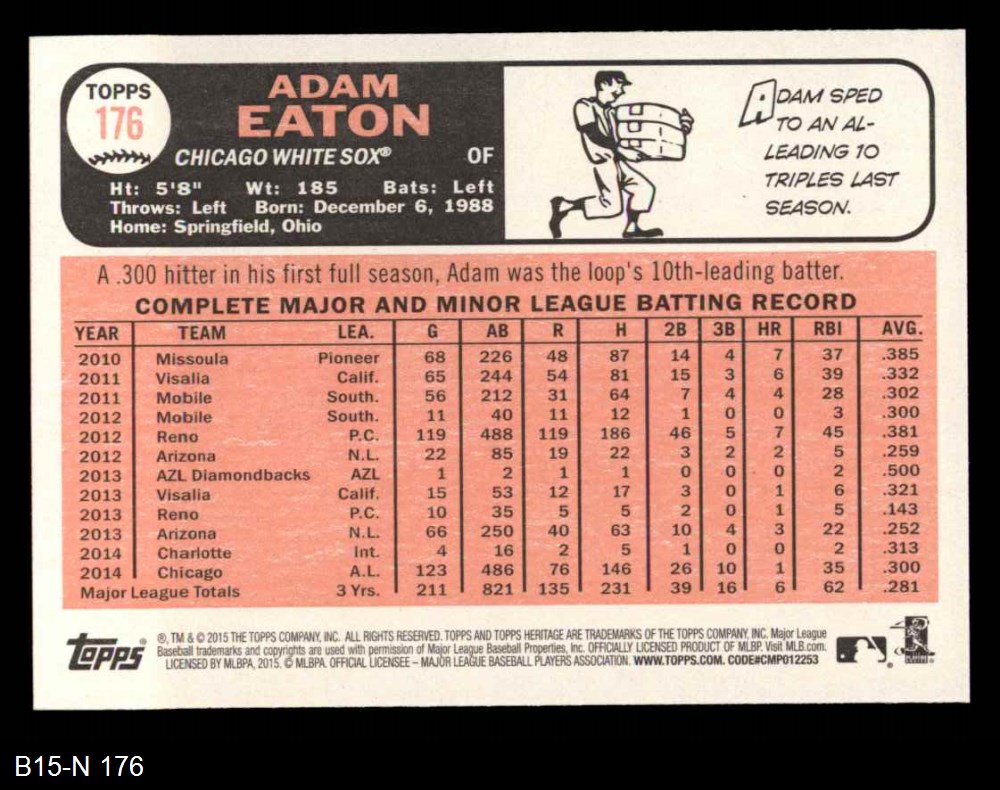 TOPPS
176
ADAM
EATON
CHICAGO WHITE SOX® OF
Ht: 5'8" Wt: 185 Bats: Left
Throws: Left Born: December 6, 1988
Home: Springfield, Ohio
ADAM SPED
TO AN AL-
LEADING 10
TRIPLES LAST
SEASON.
A .300 hitter in his first full season, Adam was the loop's 10th-leading batter.
COMPLETE MAJOR AND MINOR LEAGUE BATTING RECORD
YEAR TEAM LEA. G AB R H 2B 3B HR RBI AVG.
2010 Missoula Pioneer 68 226 48 87 14 4 7 37 .385
2011 Visalia Calif. 65 244 54 81 15 3 6 39 .332
2011 Mobile South. 56 212 31 64 7 4 4 28 .302
2012 Mobile South. 11 40 11 12 1 0 0 3 .300
2012 Reno P.C. 119 488 119 186 46 5 7 45 .381
2012 Arizona N.L. 22 85 19 22 3 2 2 5 .259
2013 AZL Diamondbacks AZL 1 2 1 1 0 0 0 2 .500
2013 Visalia Calif. 15 53 12 17 3 0 1 6 .321
2013 Reno P.C. 10 35 5 5 2 0 1 5 .143
2013 Arizona N.L. 66 250 40 63 10 4 3 22 .252
2014 Charlotte Int. 4 16 2 5 1 0 0 2 .313
2014 Chicago A.L. 123 486 76 146 26 10 1 35 .300
Major League Totals 3 Yrs. 211 821 135 231 39 16 6 62 .281
Topps®
®, TM & © 2015 THE TOPPS COMPANY, INC. ALL RIGHTS RESERVED. TOPPS AND TOPPS HERITAGE ARE TRADEMARKS OF THE TOPPS COMPANY, INC. Major League
Baseball trademarks and copyrights are used with permission of Major League Baseball Properties, Inc. OFFICIALLY LICENSED PRODUCT OF MLBP. Visit MLB.com.
LICENSED BY MLBPA, 2015. © MLBPA. OFFICIAL LICENSEE – MAJOR LEAGUE BASEBALL PLAYERS ASSOCIATION. WWW.TOPPS.COM. CODE#CMP012253
B15-N 176